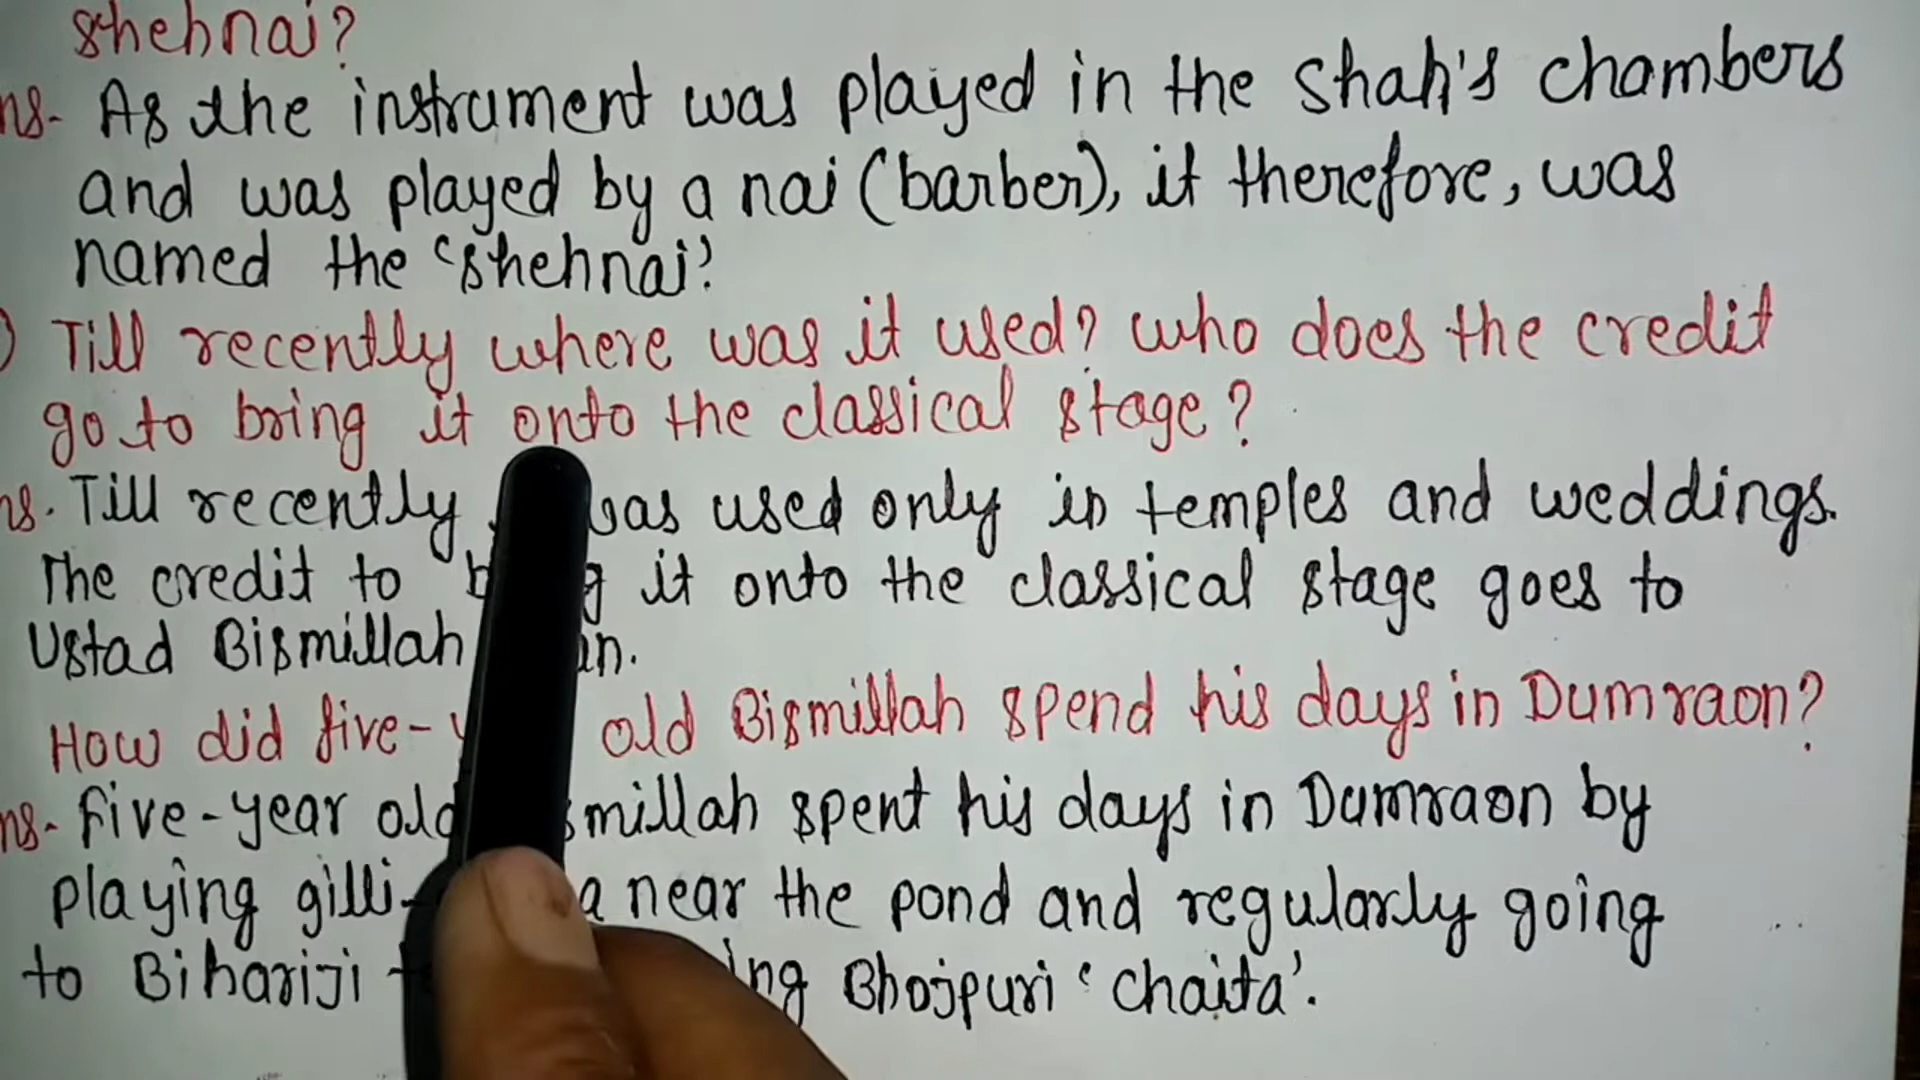 shehnai?
ns- As the instrument was played in the Shah's chambers
and was played by a nai (barber), it therefore, was
named the 'shehnai'.
) Till recently where was it used? who does the credit
go to bring it onto the classical stage?
ns. Till recently was used only in temples and weddings.
The credit to it onto the classical stage goes to
Ustad Bismillah
How did five- old Bismillah spend his days in Dumraon?
ns- five-year old spent his days in Dumraon by
playing gilli- near the pond and regularly going
to Bihariji Bhojpuri 'chaita'.